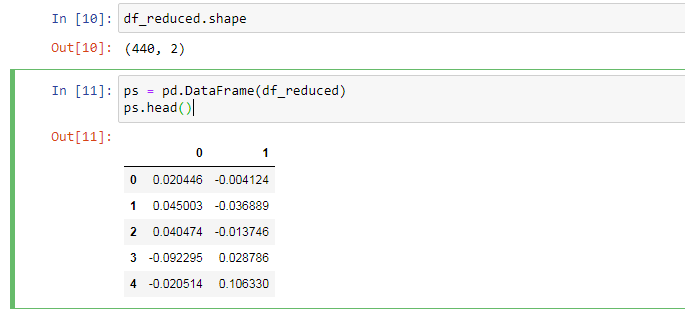 In [10]: df_reduced.shape
Out[10]: (440, 2)
In [11]: ps = pd.DataFrame(df_reduced)
ps.head()
Out[11]:
0 1
0 0.020446 -0.004124
1 0.045003 -0.036889
2 0.040474 -0.013746
3 -0.092295 0.028786
4 -0.020514 0.106330